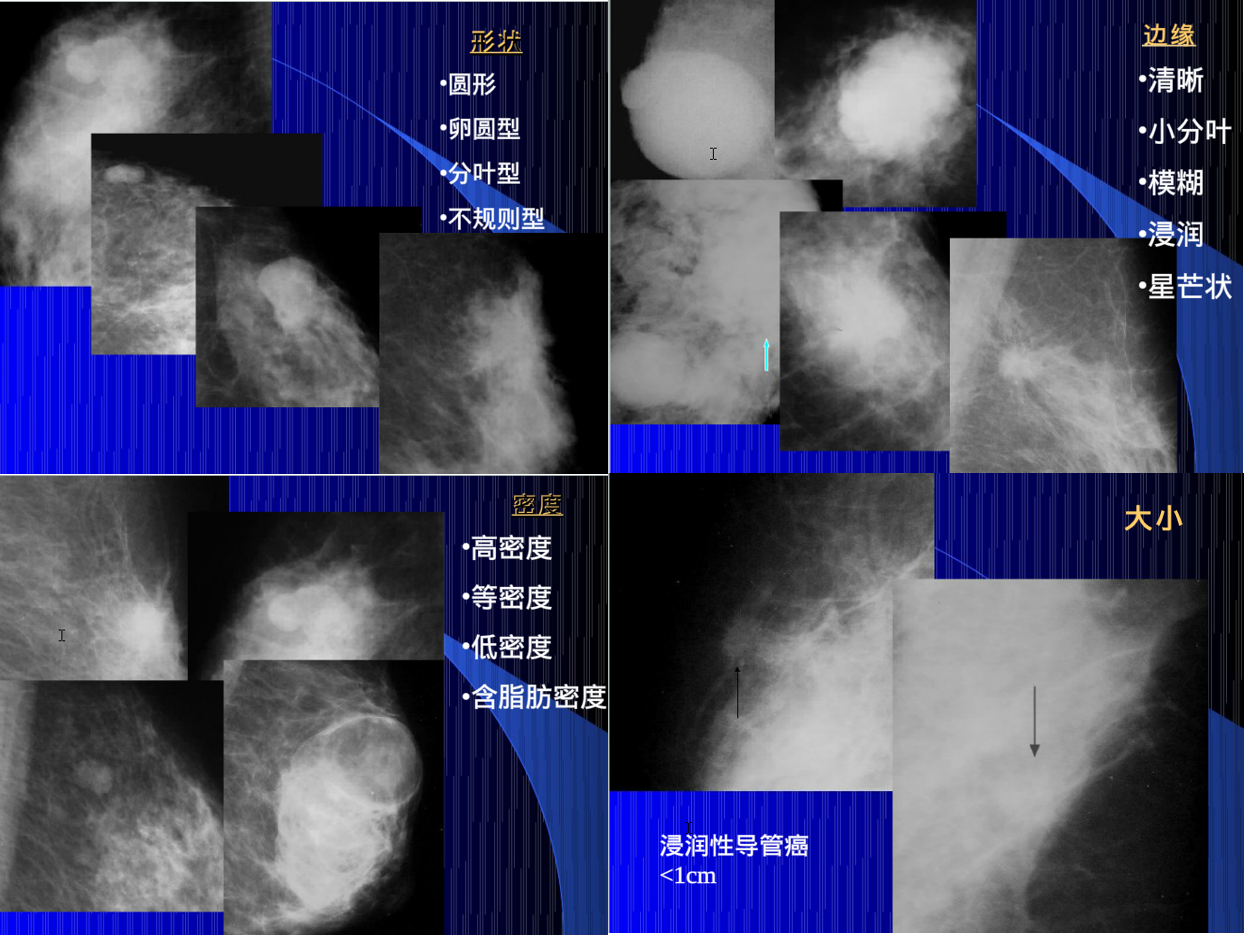 形状
•圆形
•卵圆型
•分叶型
•不规则型
边缘
•清晰
•小分叶
•模糊
•浸润
•星芒状
密度
•高密度
•等密度
•低密度
•含脂肪密度
大小
浸润性导管癌
<1cm